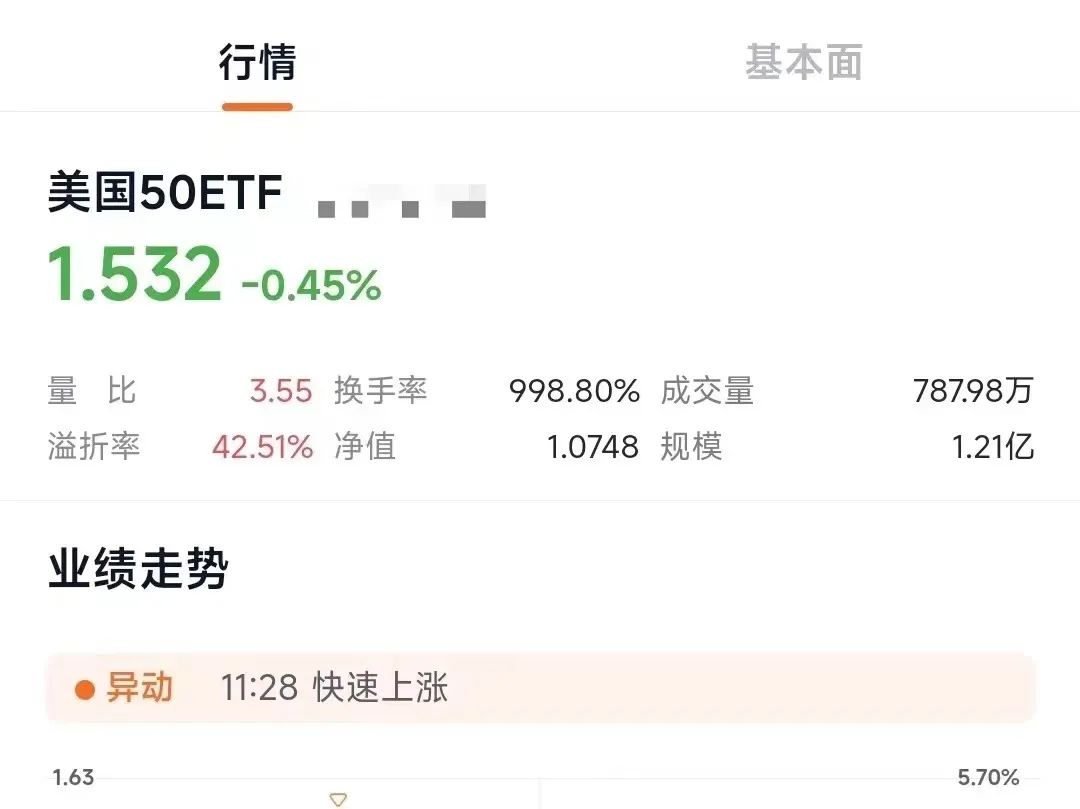 行情 基本面
美国50ETF
1.532 -0.45%
量比 3.55 换手率 998.80% 成交量 787.98万
溢折率 42.51% 净值 1.0748 规模 1.21亿
业绩走势
异动 11:28 快速上涨
1.63 5.70%